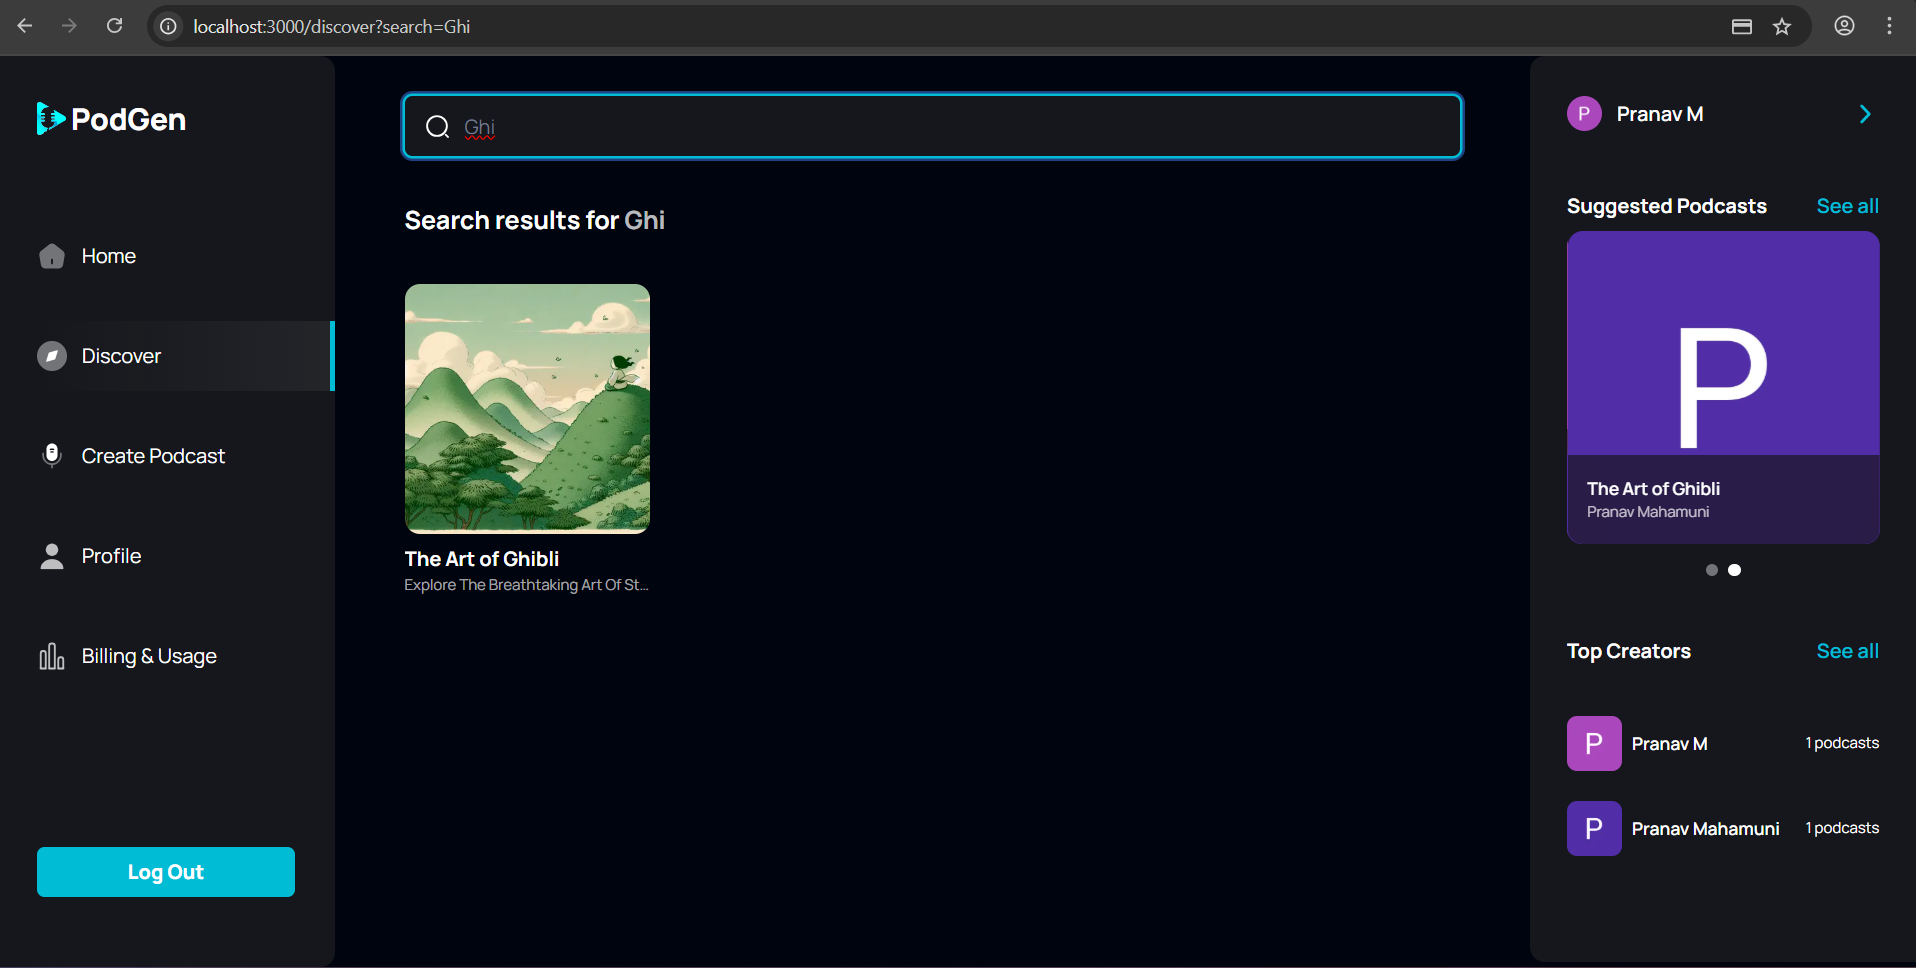 localhost:3000/discover?search=Ghi
PodGen
Home
Discover
Create Podcast
Profile
Billing & Usage
Log Out
Ghi
Search results for Ghi
The Art of Ghibli
Explore The Breathtaking Art Of St...
P Pranav M
Suggested Podcasts See all
P
The Art of Ghibli
Pranav Mahamuni
Top Creators See all
P Pranav M 1 podcasts
P Pranav Mahamuni 1 podcasts